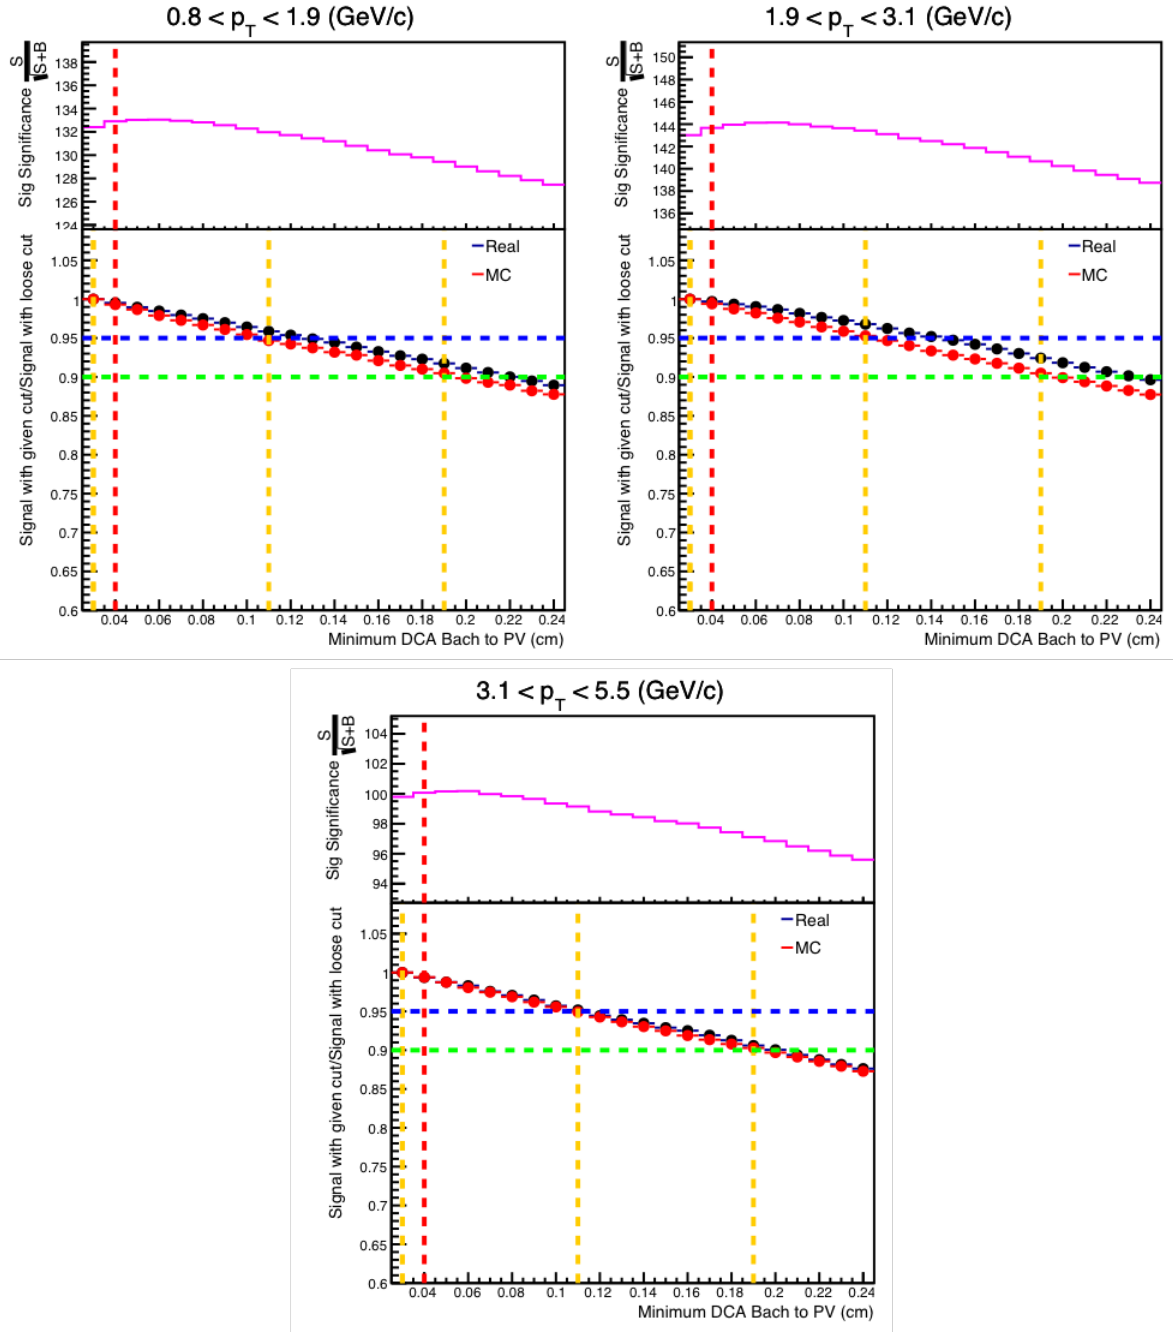 0.8 < p_T < 1.9 (GeV/c)
Sig Significance S/√S+B
138
136
134
132
130
128
126
124
Signal with given cut/Signal with loose cut
Real
MC
1.05
1
0.95
0.9
0.85
0.8
0.75
0.7
0.65
0.6
0.04 0.06 0.08 0.1 0.12 0.14 0.16 0.18 0.2 0.22 0.24
Minimum DCA Bach to PV (cm)
1.9 < p_T < 3.1 (GeV/c)
Sig Significance S/√S+B
150
148
146
144
142
140
138
136
Signal with given cut/Signal with loose cut
Real
MC
1.05
1
0.95
0.9
0.85
0.8
0.75
0.7
0.65
0.6
0.04 0.06 0.08 0.1 0.12 0.14 0.16 0.18 0.2 0.22 0.24
Minimum DCA Bach to PV (cm)
3.1 < p_T < 5.5 (GeV/c)
Sig Significance S/√S+B
104
102
100
98
96
94
Signal with given cut/Signal with loose cut
Real
MC
1.05
1
0.95
0.9
0.85
0.8
0.75
0.7
0.65
0.6
0.04 0.06 0.08 0.1 0.12 0.14 0.16 0.18 0.2 0.22 0.24
Minimum DCA Bach to PV (cm)